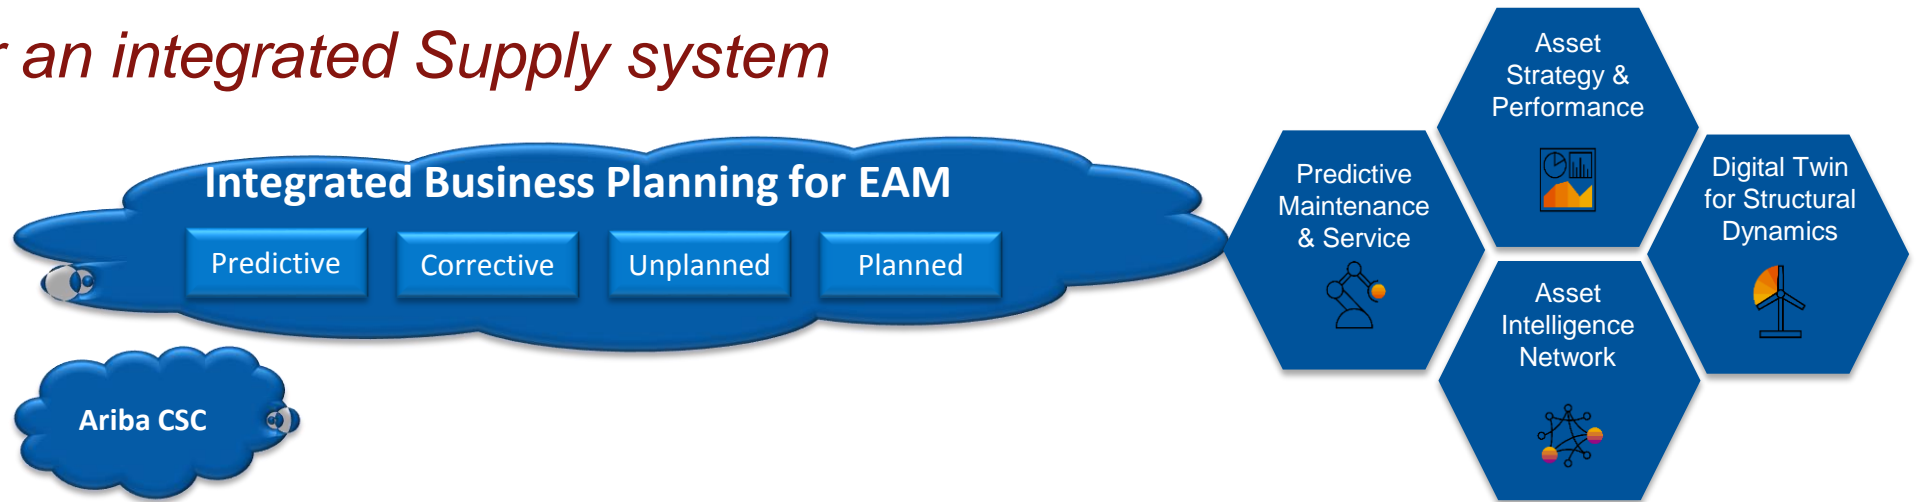 an integrated Supply system
Integrated Business Planning for EAM
Predictive
Corrective
Unplanned
Planned
Ariba CSC
Asset
Strategy &
Performance
Predictive
Maintenance
& Service
Digital Twin
for Structural
Dynamics
Asset
Intelligence
Network